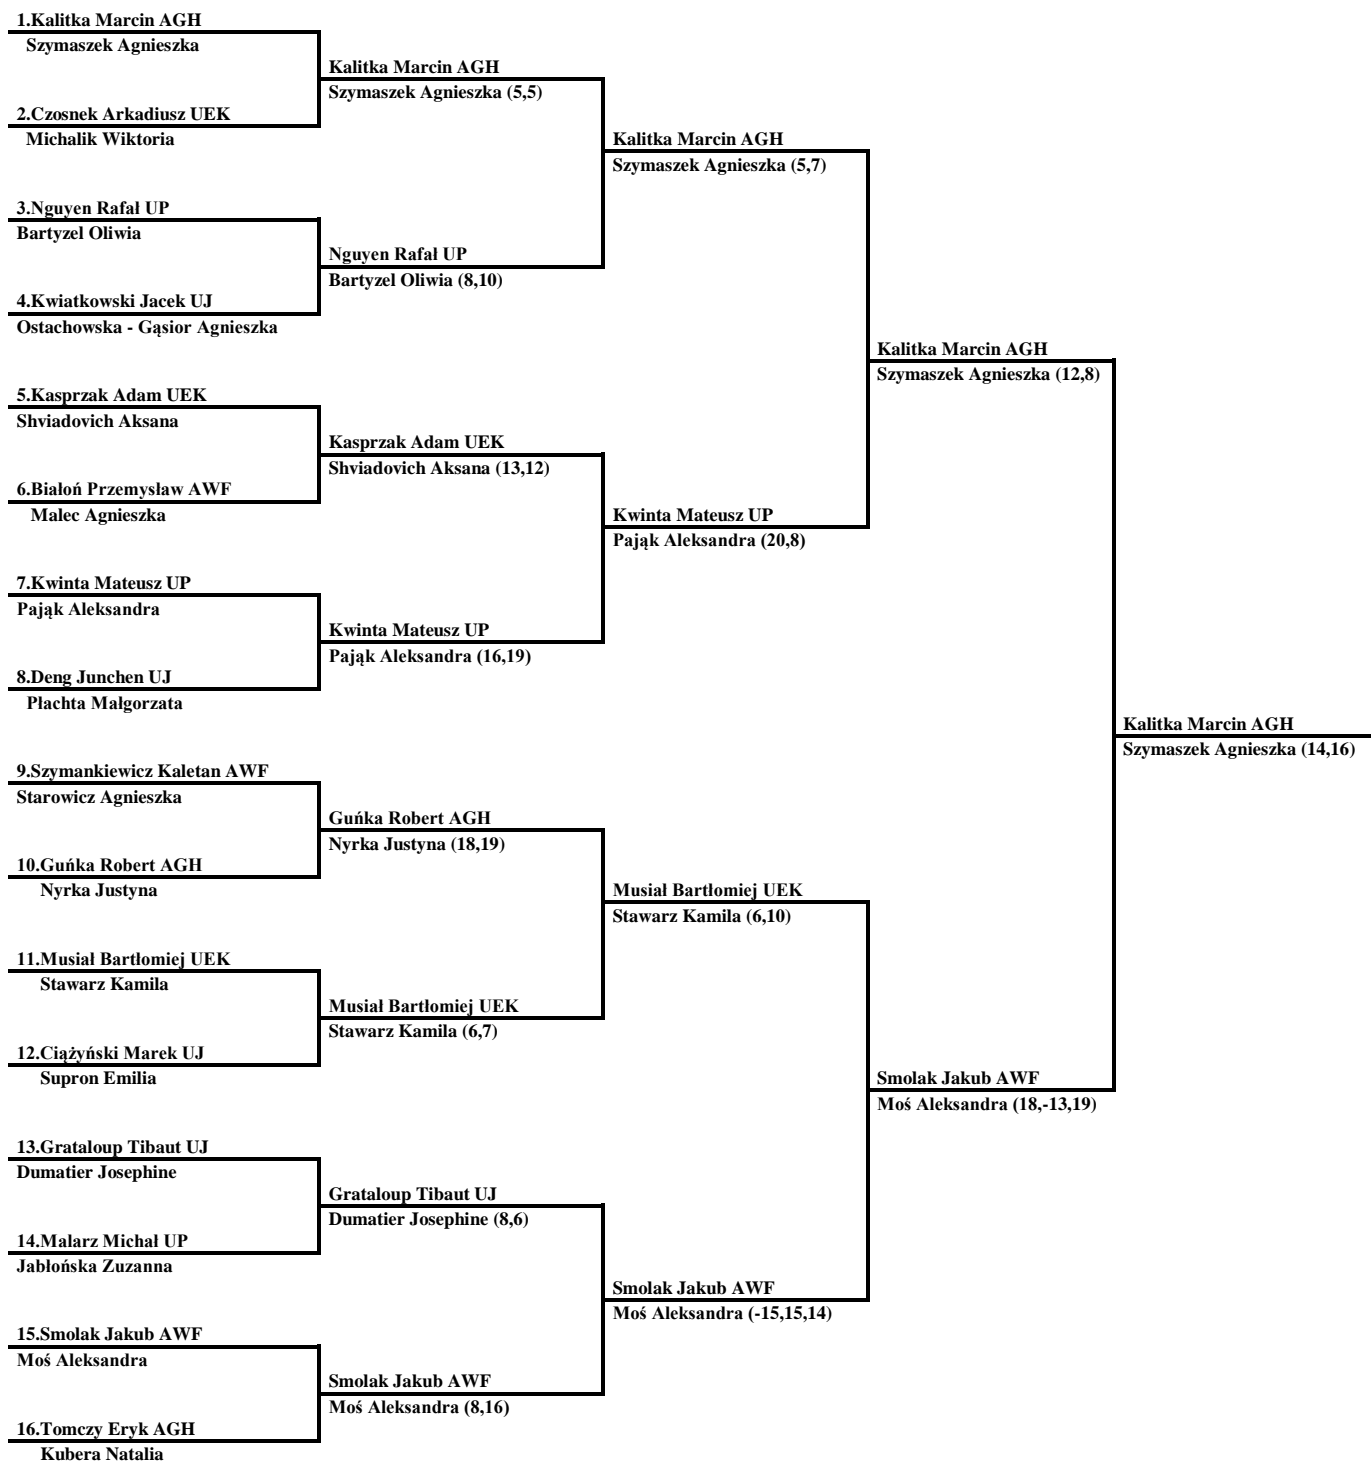 1.Kalitka Marcin AGH
Szymaszek Agnieszka
Kalitka Marcin AGH
Szymaszek Agnieszka (5,5)
2.Czosnek Arkadiusz UEK
Michalik Wiktoria
Kalitka Marcin AGH
Szymaszek Agnieszka (5,7)
3.Nguyen Rafał UP
Bartyzel Oliwia
Nguyen Rafał UP
Bartyzel Oliwia (8,10)
4.Kwiatkowski Jacek UJ
Ostachowska - Gąsior Agnieszka
Kalitka Marcin AGH
Szymaszek Agnieszka (12,8)
5.Kasprzak Adam UEK
Shviadovich Aksana
Kasprzak Adam UEK
Shviadovich Aksana (13,12)
6.Białoń Przemysław AWF
Malec Agnieszka
Kwinta Mateusz UP
Pająk Aleksandra (20,8)
7.Kwinta Mateusz UP
Pająk Aleksandra
Kwinta Mateusz UP
Pająk Aleksandra (16,19)
8.Deng Junchen UJ
Płachta Małgorzata
Kalitka Marcin AGH
Szymaszek Agnieszka (14,16)
9.Szymankiewicz Kaletan AWF
Starowicz Agnieszka
Guńka Robert AGH
Nyrka Justyna (18,19)
10.Guńka Robert AGH
Nyrka Justyna
Musiał Bartłomiej UEK
Stawarz Kamila (6,10)
11.Musiał Bartłomiej UEK
Stawarz Kamila
Musiał Bartłomiej UEK
Stawarz Kamila (6,7)
12.Ciążyński Marek UJ
Supron Emilia
Smolak Jakub AWF
Moś Aleksandra (18,-13,19)
13.Grataloup Tibaut UJ
Dumatier Josephine
Grataloup Tibaut UJ
Dumatier Josephine (8,6)
14.Malarz Michał UP
Jabłońska Zuzanna
Smolak Jakub AWF
Moś Aleksandra (-15,15,14)
15.Smolak Jakub AWF
Moś Aleksandra
Smolak Jakub AWF
Moś Aleksandra (8,16)
16.Tomczy Eryk AGH
Kubera Natalia